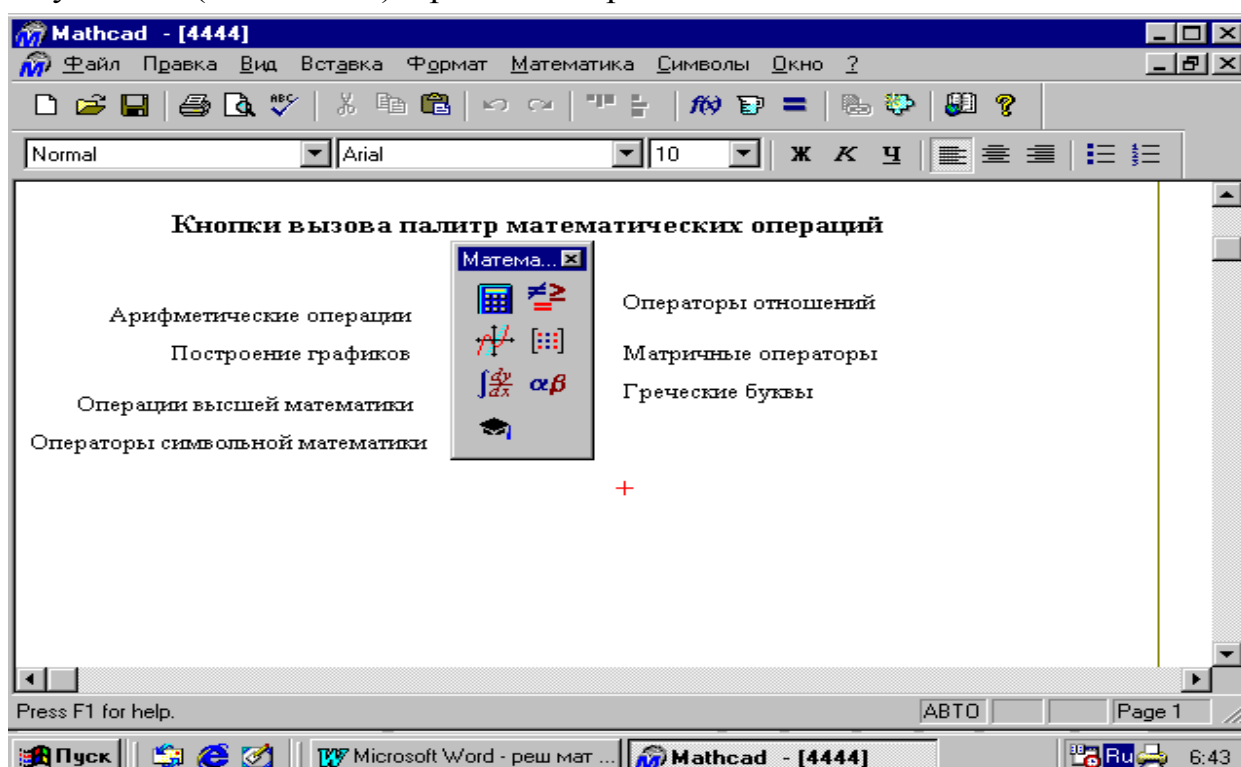 Mathcad - [4444]
Файл Правка Вид Вставка Формат Математика Символы Окно ?
Normal Arial 10 Ж К Ч
Кнопки вызова палитр математических операций
Матема...
Арифметические операции
Операторы отношений
Построение графиков
Матричные операторы
Операции высшей математики
Греческие буквы
Операторы символьной математики
Press F1 for help. АВТО Page 1
Пуск Microsoft Word - реш мат ... Mathcad - [4444] Ru 6:43